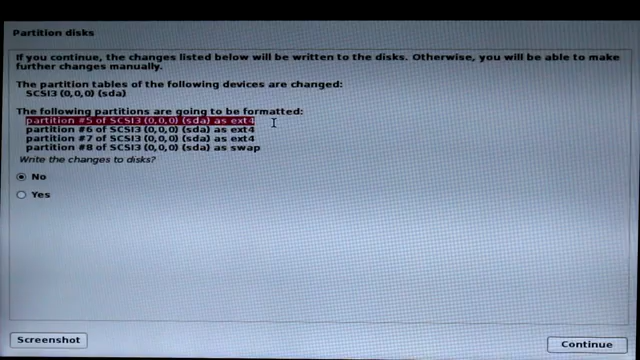 Partition disks
If you continue, the changes listed below will be written to the disks. Otherwise, you will be able to make
further changes manually.
The partition tables of the following devices are changed:
SCSI3 (0,0,0) (sda)
The following partitions are going to be formatted:
partition #5 of SCSI3 (0,0,0) (sda) as ext4
partition #6 of SCSI3 (0,0,0) (sda) as ext4
partition #7 of SCSI3 (0,0,0) (sda) as ext4
partition #8 of SCSI3 (0,0,0) (sda) as swap
Write the changes to disks?
No
Yes
Screenshot
Continue